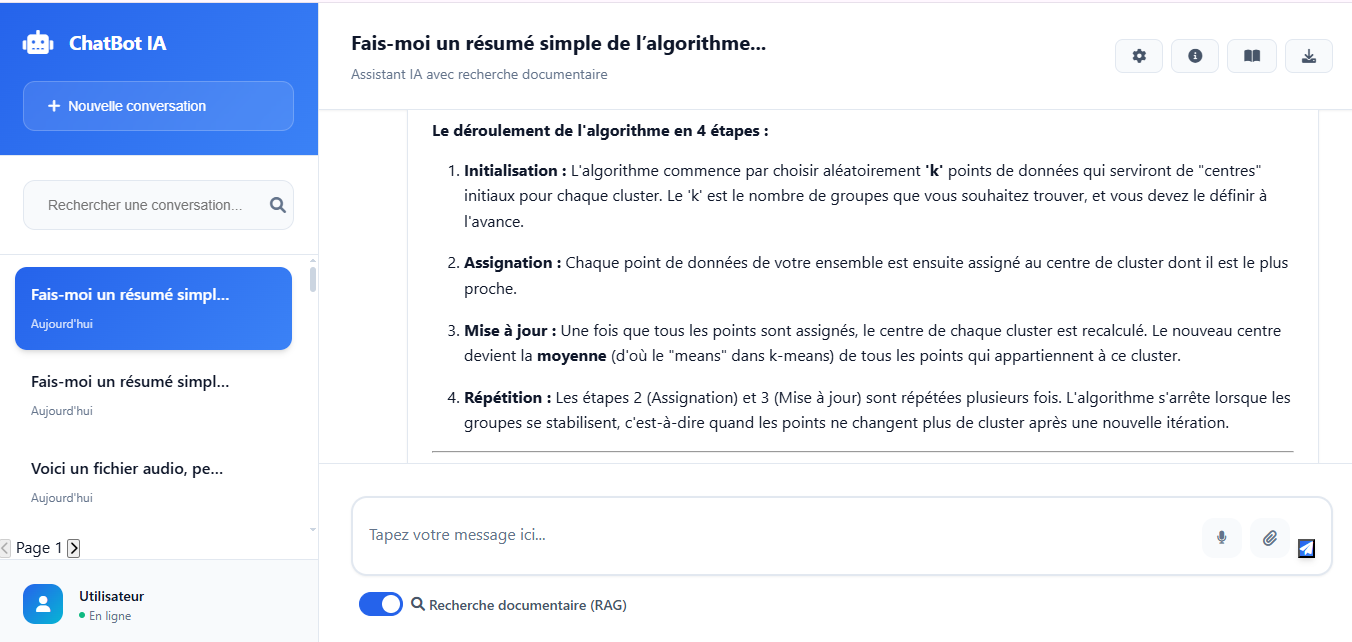 ChatBot IA
+ Nouvelle conversation
Rechercher une conversation...
Fais-moi un résumé simpl...
Aujourd'hui
Fais-moi un résumé simpl...
Aujourd'hui
Voici un fichier audio, pe...
Aujourd'hui
Page 1
Utilisateur
En ligne
Fais-moi un résumé simple de l’algorithme...
Assistant IA avec recherche documentaire
Le déroulement de l'algorithme en 4 étapes :
1. Initialisation : L'algorithme commence par choisir aléatoirement 'k' points de données qui serviront de "centres"
initiaux pour chaque cluster. Le 'k' est le nombre de groupes que vous souhaitez trouver, et vous devez le définir à
l'avance.
2. Assignation : Chaque point de données de votre ensemble est ensuite assigné au centre de cluster dont il est le plus
proche.
3. Mise à jour : Une fois que tous les points sont assignés, le centre de chaque cluster est recalculé. Le nouveau centre
devient la moyenne (d'où le "means" dans k-means) de tous les points qui appartiennent à ce cluster.
4. Répétition : Les étapes 2 (Assignation) et 3 (Mise à jour) sont répétées plusieurs fois. L'algorithme s'arrête lorsque les
groupes se stabilisent, c'est-à-dire quand les points ne changent plus de cluster après une nouvelle itération.
Tapez votre message ici...
Recherche documentaire (RAG)